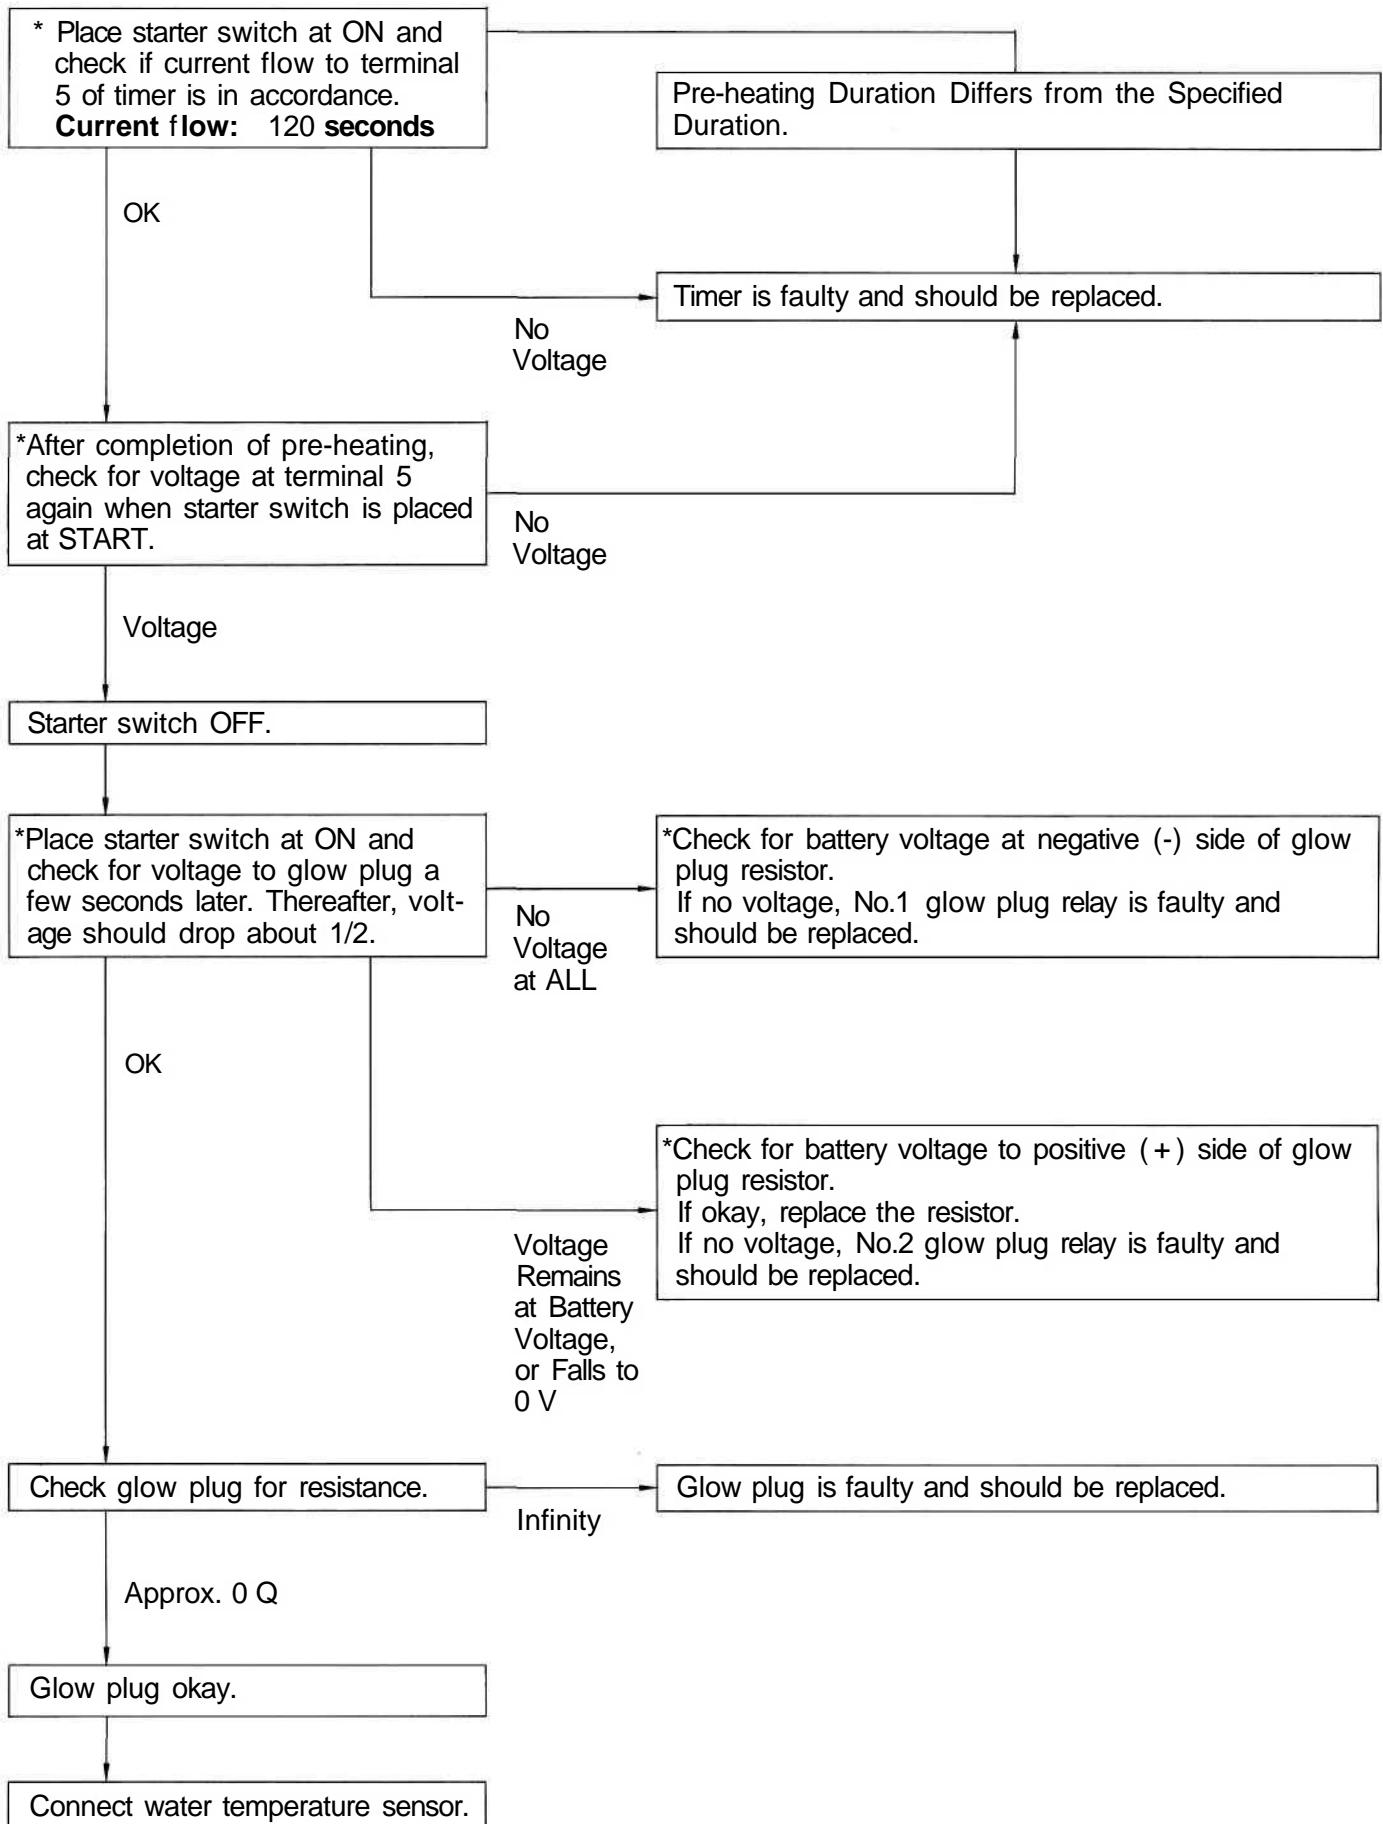 * Place starter switch at ON and
check if current flow to terminal
5 of timer is in accordance.
Current flow: 120 seconds
Pre-heating Duration Differs from the Specified
Duration.
OK
Timer is faulty and should be replaced.
No
Voltage
*After completion of pre-heating,
check for voltage at terminal 5
again when starter switch is placed
at START.
No
Voltage
Voltage
Starter switch OFF.
*Place starter switch at ON and
check for voltage to glow plug a
few seconds later. Thereafter, volt-
age should drop about 1/2.
No
Voltage
at ALL
*Check for battery voltage at negative (-) side of glow
plug resistor.
If no voltage, No.1 glow plug relay is faulty and
should be replaced.
OK
*Check for battery voltage to positive (+) side of glow
plug resistor.
If okay, replace the resistor.
If no voltage, No.2 glow plug relay is faulty and
should be replaced.
Voltage
Remains
at Battery
Voltage,
or Falls to
0 V
Check glow plug for resistance.
Infinity
Glow plug is faulty and should be replaced.
Approx. 0 Q
Glow plug okay.
Connect water temperature sensor.